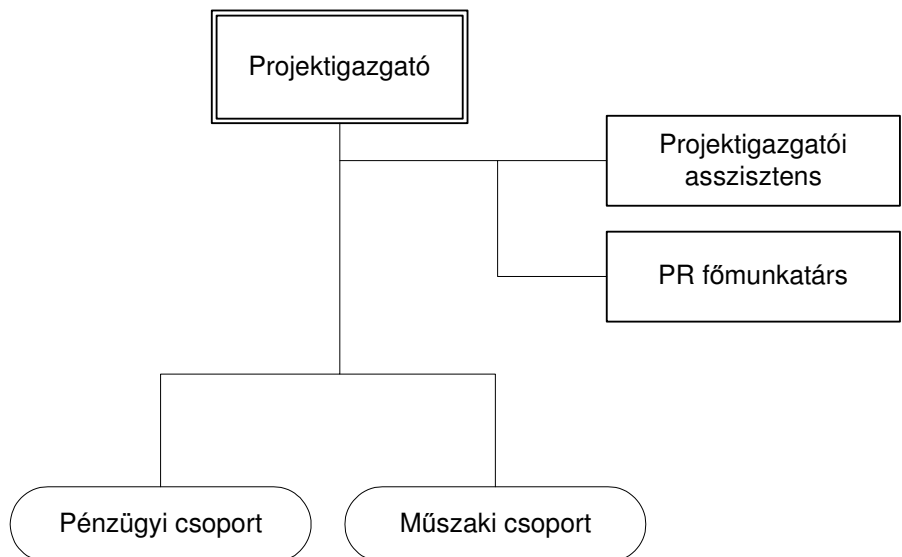 Projektigazgató
Projektigazgatói
asszisztens
PR főmunkatárs
Pénzügyi csoport
Műszaki csoport